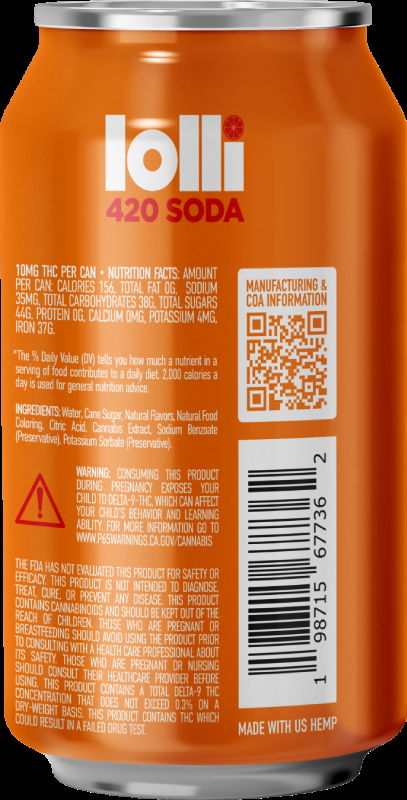 lolli
420 SODA
10MG THC PER CAN • NUTRITION FACTS: AMOUNT
PER CAN: CALORIES 156, TOTAL FAT 0G, SODIUM
35MG, TOTAL CARBOHYDRATES 38G, TOTAL SUGARS
44G, PROTEIN 0G, CALCIUM 0MG, POTASSIUM 4MG,
IRON 37G.
*The % Daily Value (DV) tells you how much a nutrient in a
serving of food contributes to a daily diet. 2,000 calories a
day is used for general nutrition advice.
INGREDIENTS: Water, Cane Sugar, Natural Flavors, Natural Food
Coloring, Citric Acid, Cannabis Extract, Sodium Benzoate
(Preservative), Potassium Sorbate (Preservative).
WARNING: CONSUMING THIS PRODUCT
DURING PREGNANCY EXPOSES YOUR
CHILD TO DELTA-9-THC, WHICH CAN AFFECT
YOUR CHILD'S BEHAVIOR AND LEARNING
ABILITY. FOR MORE INFORMATION GO TO
WWW.P65WARNINGS.CA.GOV/CANNABIS
THE FDA HAS NOT EVALUATED THIS PRODUCT FOR SAFETY OR
EFFICACY. THIS PRODUCT IS NOT INTENDED TO DIAGNOSE,
TREAT, CURE, OR PREVENT ANY DISEASE. THIS PRODUCT
CONTAINS CANNABINOIDS AND SHOULD BE KEPT OUT OF THE
REACH OF CHILDREN. THOSE WHO ARE PREGNANT OR
BREASTFEEDING SHOULD AVOID USING THE PRODUCT PRIOR
TO CONSULTING WITH A HEALTH CARE PROFESSIONAL ABOUT
ITS SAFETY. THOSE WHO ARE PREGNANT OR NURSING
SHOULD CONSULT THEIR HEALTHCARE PROVIDER BEFORE
USING. THIS PRODUCT CONTAINS A TOTAL DELTA-9 THC
CONCENTRATION THAT DOES NOT EXCEED 0.3% ON A
DRY-WEIGHT BASIS. THIS PRODUCT CONTAINS THC WHICH
COULD RESULT IN A FAILED DRUG TEST.
MANUFACTURING &
COA INFORMATION
1 98715 67736 2
MADE WITH US HEMP